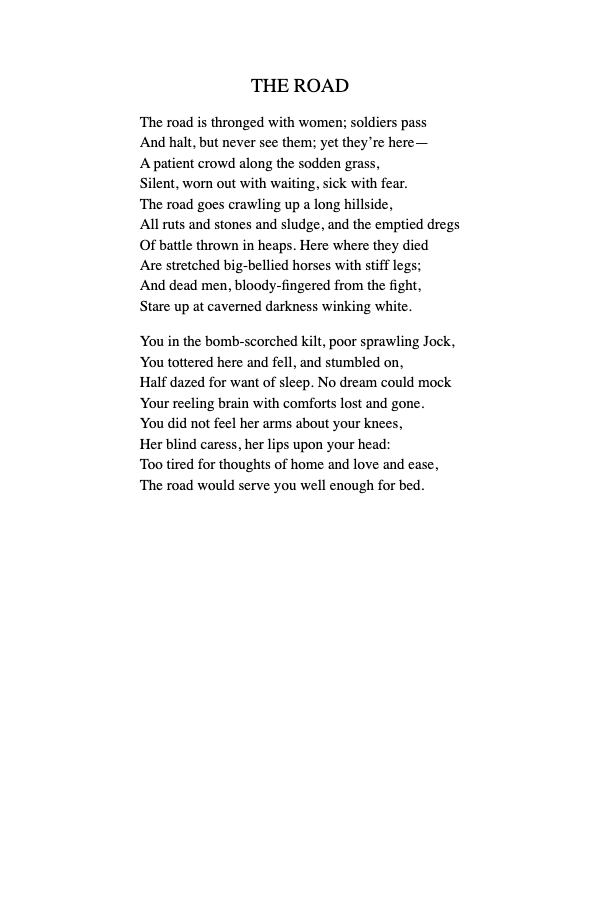 THE ROAD
The road is thronged with women; soldiers pass
And halt, but never see them; yet they’re here—
A patient crowd along the sodden grass,
Silent, worn out with waiting, sick with fear.
The road goes crawling up a long hillside,
All ruts and stones and sludge, and the emptied dregs
Of battle thrown in heaps. Here where they died
Are stretched big-bellied horses with stiff legs;
And dead men, bloody-fingered from the fight,
Stare up at caverned darkness winking white.
You in the bomb-scorched kilt, poor sprawling Jock,
You tottered here and fell, and stumbled on,
Half dazed for want of sleep. No dream could mock
Your reeling brain with comforts lost and gone.
You did not feel her arms about your knees,
Her blind caress, her lips upon your head:
Too tired for thoughts of home and love and ease,
The road would serve you well enough for bed.